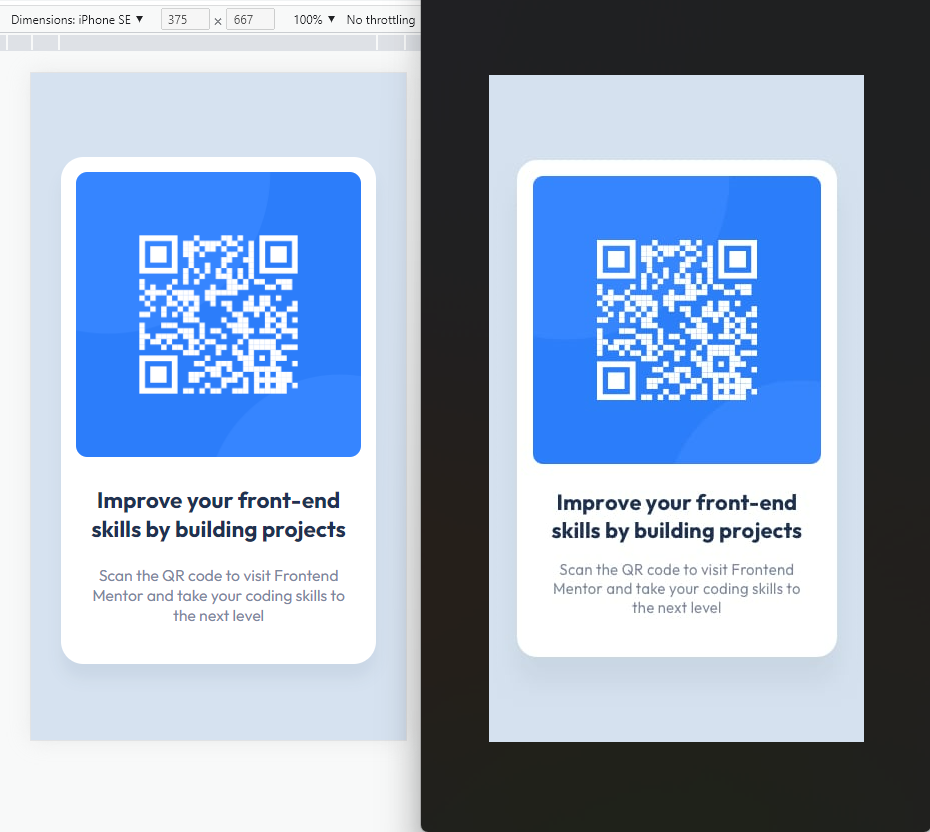 Dimensions: iPhone SE ▼ 375 × 667 100% ▼ No throttling
Improve your front-end
skills by building projects
Scan the QR code to visit Frontend
Mentor and take your coding skills to
the next level
Improve your front-end
skills by building projects
Scan the QR code to visit Frontend
Mentor and take your coding skills to
the next level